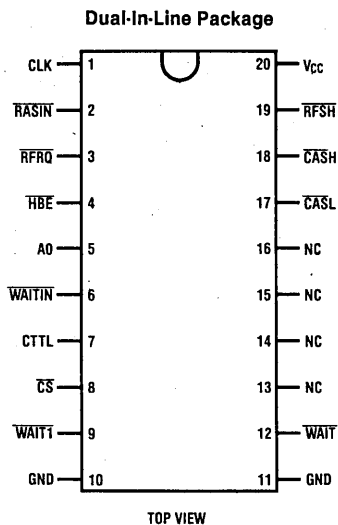 Dual-In-Line Package
CLK 1 20 VCC
RASIN 2 19 RFSH
RFRQ 3 18 CASH
HBE 4 17 CASL
A0 5 16 NC
WAITIN 6 15 NC
CTTL 7 14 NC
CS 8 13 NC
WAIT1 9 12 WAIT
GND 10 11 GND
TOP VIEW